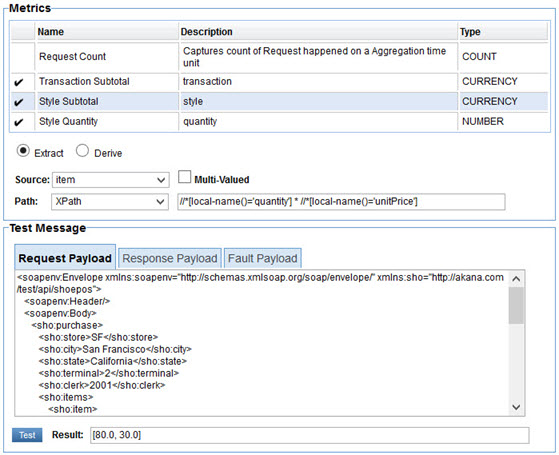 Metrics
Name Description Type
Request Count Captures count of Request happened on a Aggregation time
unit COUNT
Transaction Subtotal transaction CURRENCY
Style Subtotal style CURRENCY
Style Quantity quantity NUMBER
Extract Derive
Source: item Multi-Valued
Path: XPath //*[local-name()='quantity'] * //*[local-name()='unitPrice']
Test Message
Request Payload Response Payload Fault Payload
<soapenv:Envelope xmlns:soapenv="http://schemas.xmlsoap.org/soap/envelope/" xmlns:sho="http://akana.com
/test/api/shoepos">
<soapenv:Header/>
<soapenv:Body>
<sho:purchase>
<sho:store>SF</sho:store>
<sho:city>San Francisco</sho:city>
<sho:state>California</sho:state>
<sho:terminal>2</sho:terminal>
<sho:clerk>2001</sho:clerk>
<sho:items>
<sho:item>
Test Result: [80.0, 30.0]